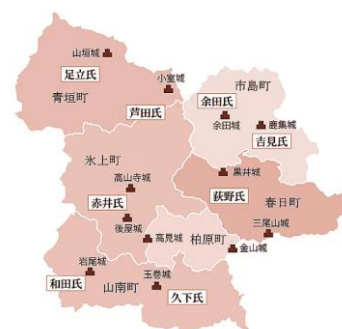 山垣城
足立氏
青垣町
小室城
芦田氏
市島町
余田氏
余田城
鹿集城
吉見氏
氷上町
高山寺城
赤井氏
後屋城
黒井城
荻野氏
春日町
三尾山城
高見城
柏原町
金山城
岩尾城
和田氏
山南町
玉巻城
久下氏